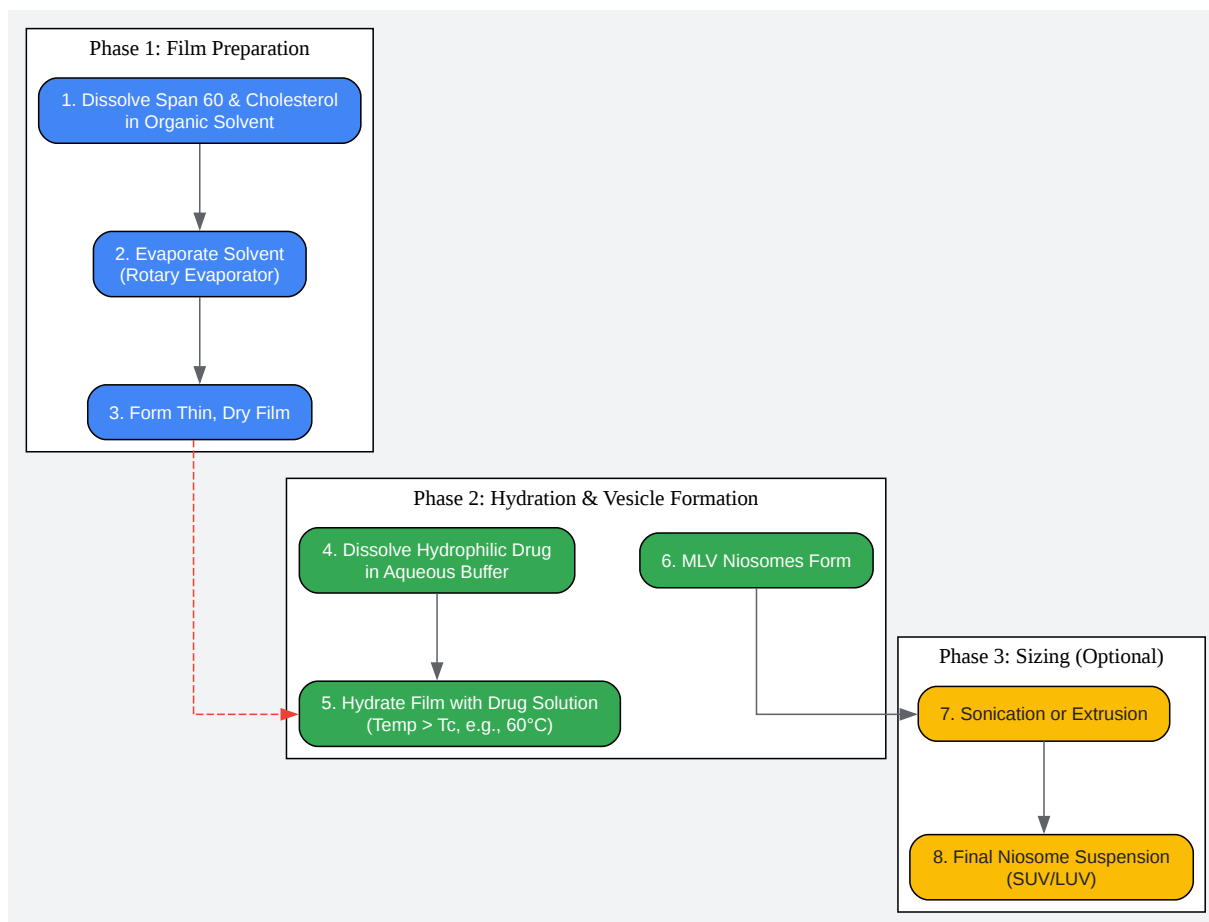 Phase 1: Film Preparation
1. Dissolve Span 60 & Cholesterol
in Organic Solvent
2. Evaporate Solvent
(Rotary Evaporator)
3. Form Thin, Dry Film
Phase 2: Hydration & Vesicle Formation
4. Dissolve Hydrophilic Drug
in Aqueous Buffer
5. Hydrate Film with Drug Solution
(Temp > Tc, e.g., 60°C)
6. MLV Niosomes Form
Phase 3: Sizing (Optional)
7. Sonication or Extrusion
8. Final Niosome Suspension
(SUV/LUV)